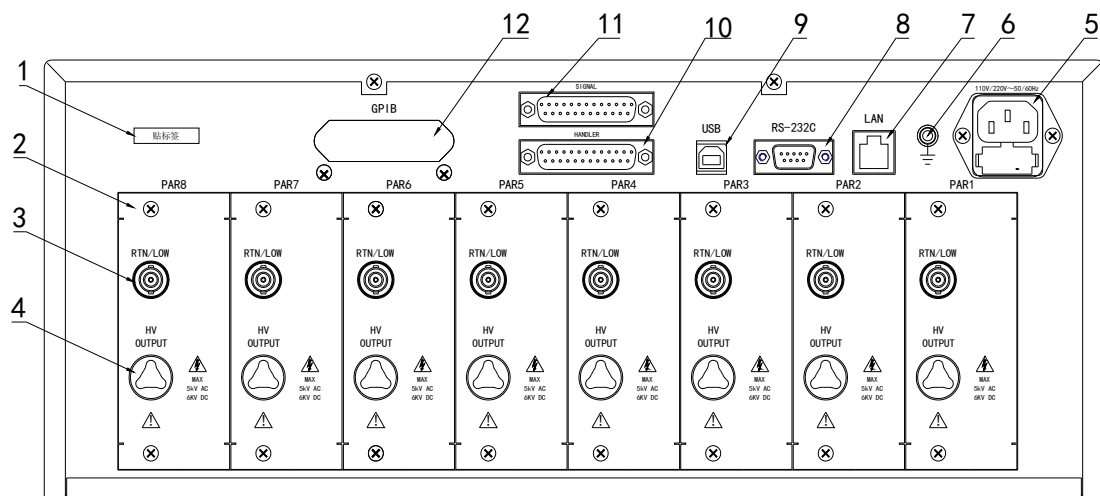 12
11
10
9
8
7
6
5
1
SIGNAL
110V/220V～50/60Hz
GPIB
贴标签
HANDLER
USB
RS-232C
LAN
2
PAR8
PAR7
PAR6
PAR5
PAR4
PAR3
PAR2
PAR1
3
RTN/LOW
RTN/LOW
RTN/LOW
RTN/LOW
RTN/LOW
RTN/LOW
RTN/LOW
RTN/LOW
4
HV
OUTPUT
MAX
5kV AC
6KV DC
HV
OUTPUT
MAX
5kV AC
6KV DC
HV
OUTPUT
MAX
5kV AC
6KV DC
HV
OUTPUT
MAX
5kV AC
6KV DC
HV
OUTPUT
MAX
5kV AC
6KV DC
HV
OUTPUT
MAX
5kV AC
6KV DC
HV
OUTPUT
MAX
5kV AC
6KV DC
HV
OUTPUT
MAX
5kV AC
6KV DC